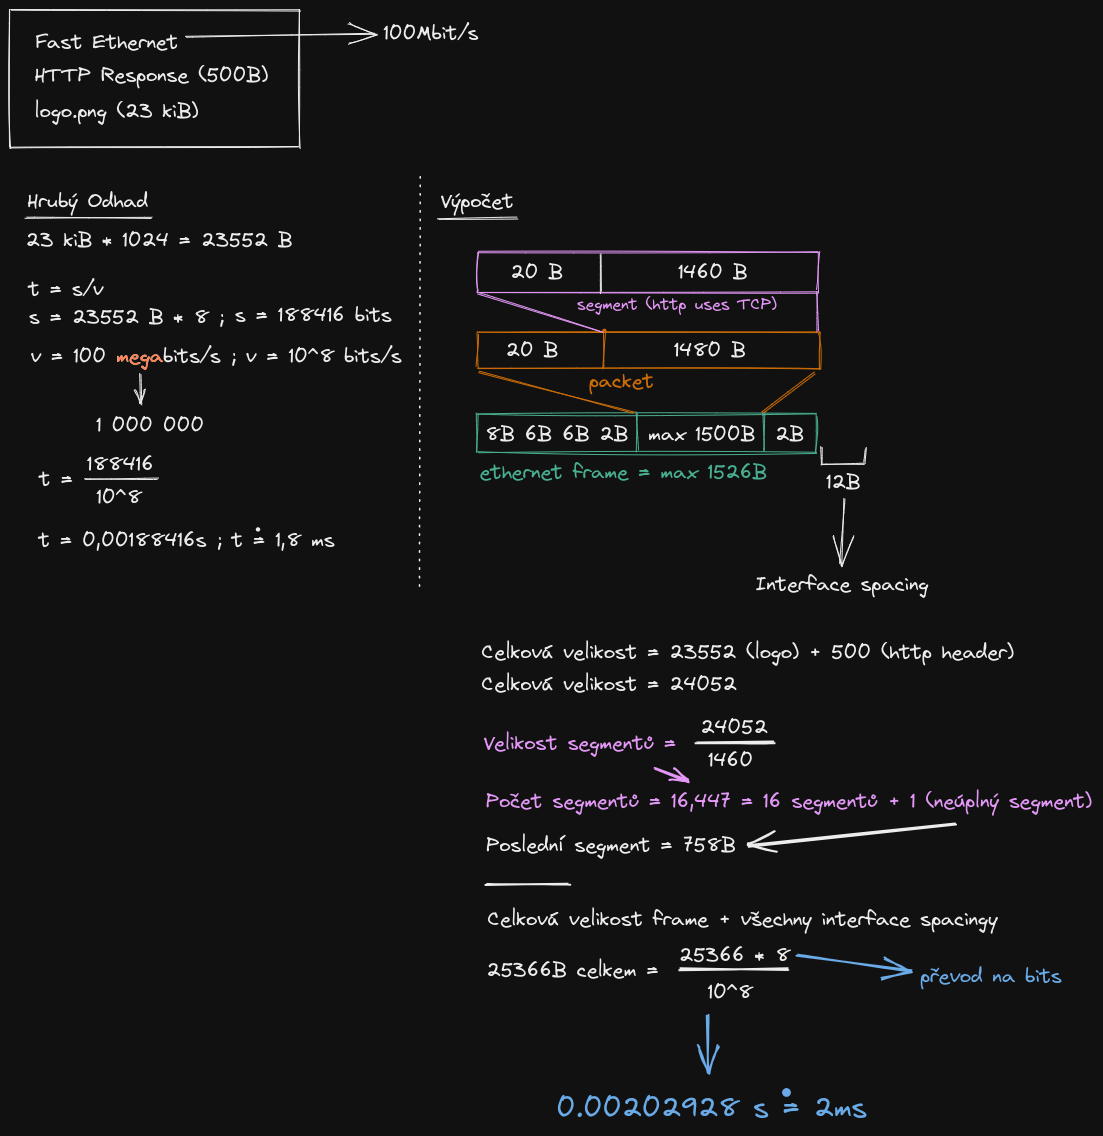 Fast Ethernet
100Mbit/s
HTTP Response (500B)
logo.png (23 kiB)
Hrubý Odhad
23 kiB * 1024 = 23552 B
t = s/v
s = 23552 B * 8 ; s = 188416 bits
v = 100 megabits/s ; v = 10^8 bits/s
1 000 000
t = 188416
10^8
t = 0,00188416s ; t ≐ 1,8 ms
Výpočet
20 B 1460 B
segment (http uses TCP)
20 B 1480 B
packet
8B 6B 6B 2B max 1500B 2B
ethernet frame = max 1526B
12B
Interface spacing
Celková velikost = 23552 (logo) + 500 (http header)
Celková velikost = 24052
Velikost segmentů = 24052
1460
Počet segmentů = 16,447 = 16 segmentů + 1 (neúplný segment)
Poslední segment = 758B
Celková velikost frame + všechny interface spacingy
25366B celkem = 25366 * 8
10^8
převod na bits
0.00202928 s ≐ 2ms